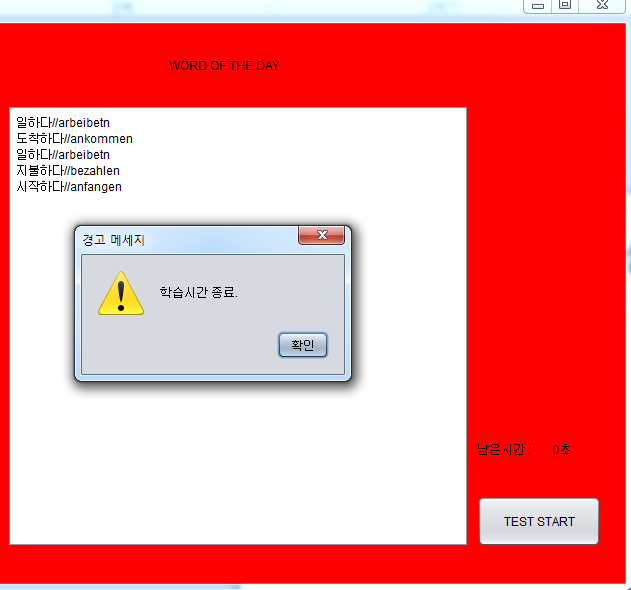 WORD OF THE DAY
일하다//arbeibetn
도착하다//ankommen
일하다//arbeibetn
지불하다//bezahlen
시작하다//anfangen
경고 메세지
학습시간 종료.
확인
남은시간 : 0초
TEST START